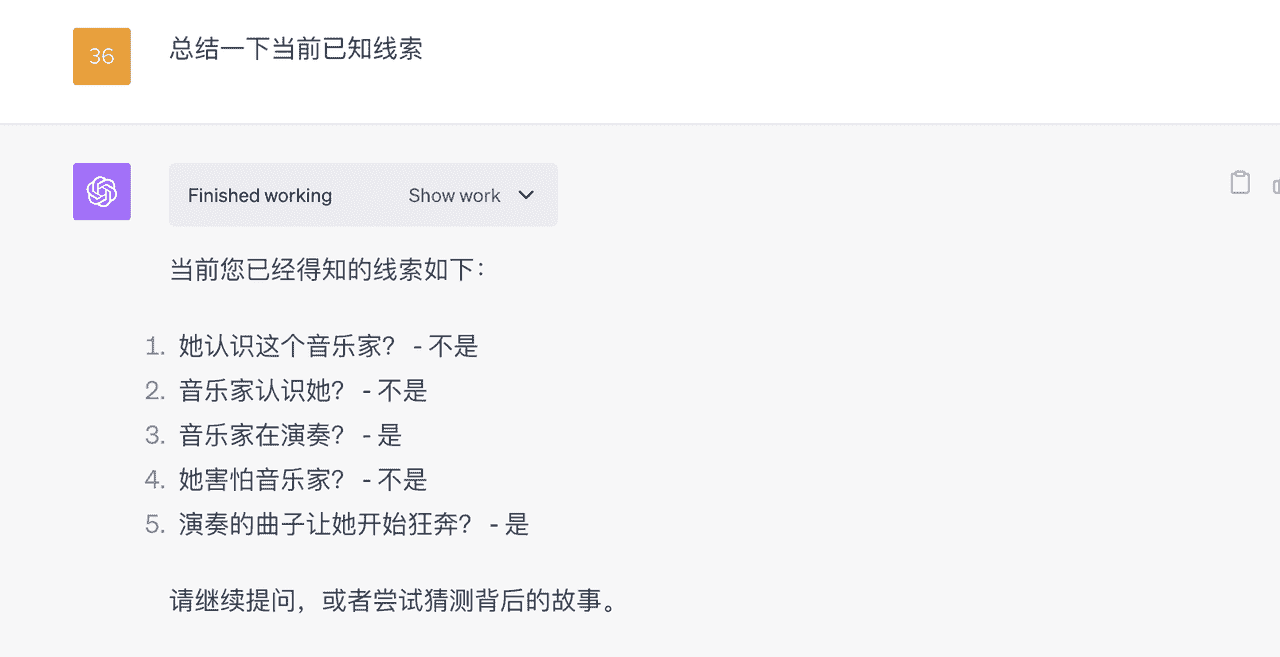 36
总结一下当前已知线索
Finished working Show work
当前您已经得知的线索如下：
1. 她认识这个音乐家？ - 不是
2. 音乐家认识她？ - 不是
3. 音乐家在演奏？ - 是
4. 她害怕音乐家？ - 不是
5. 演奏的曲子让她开始狂奔？ - 是
请继续提问，或者尝试猜测背后的故事。